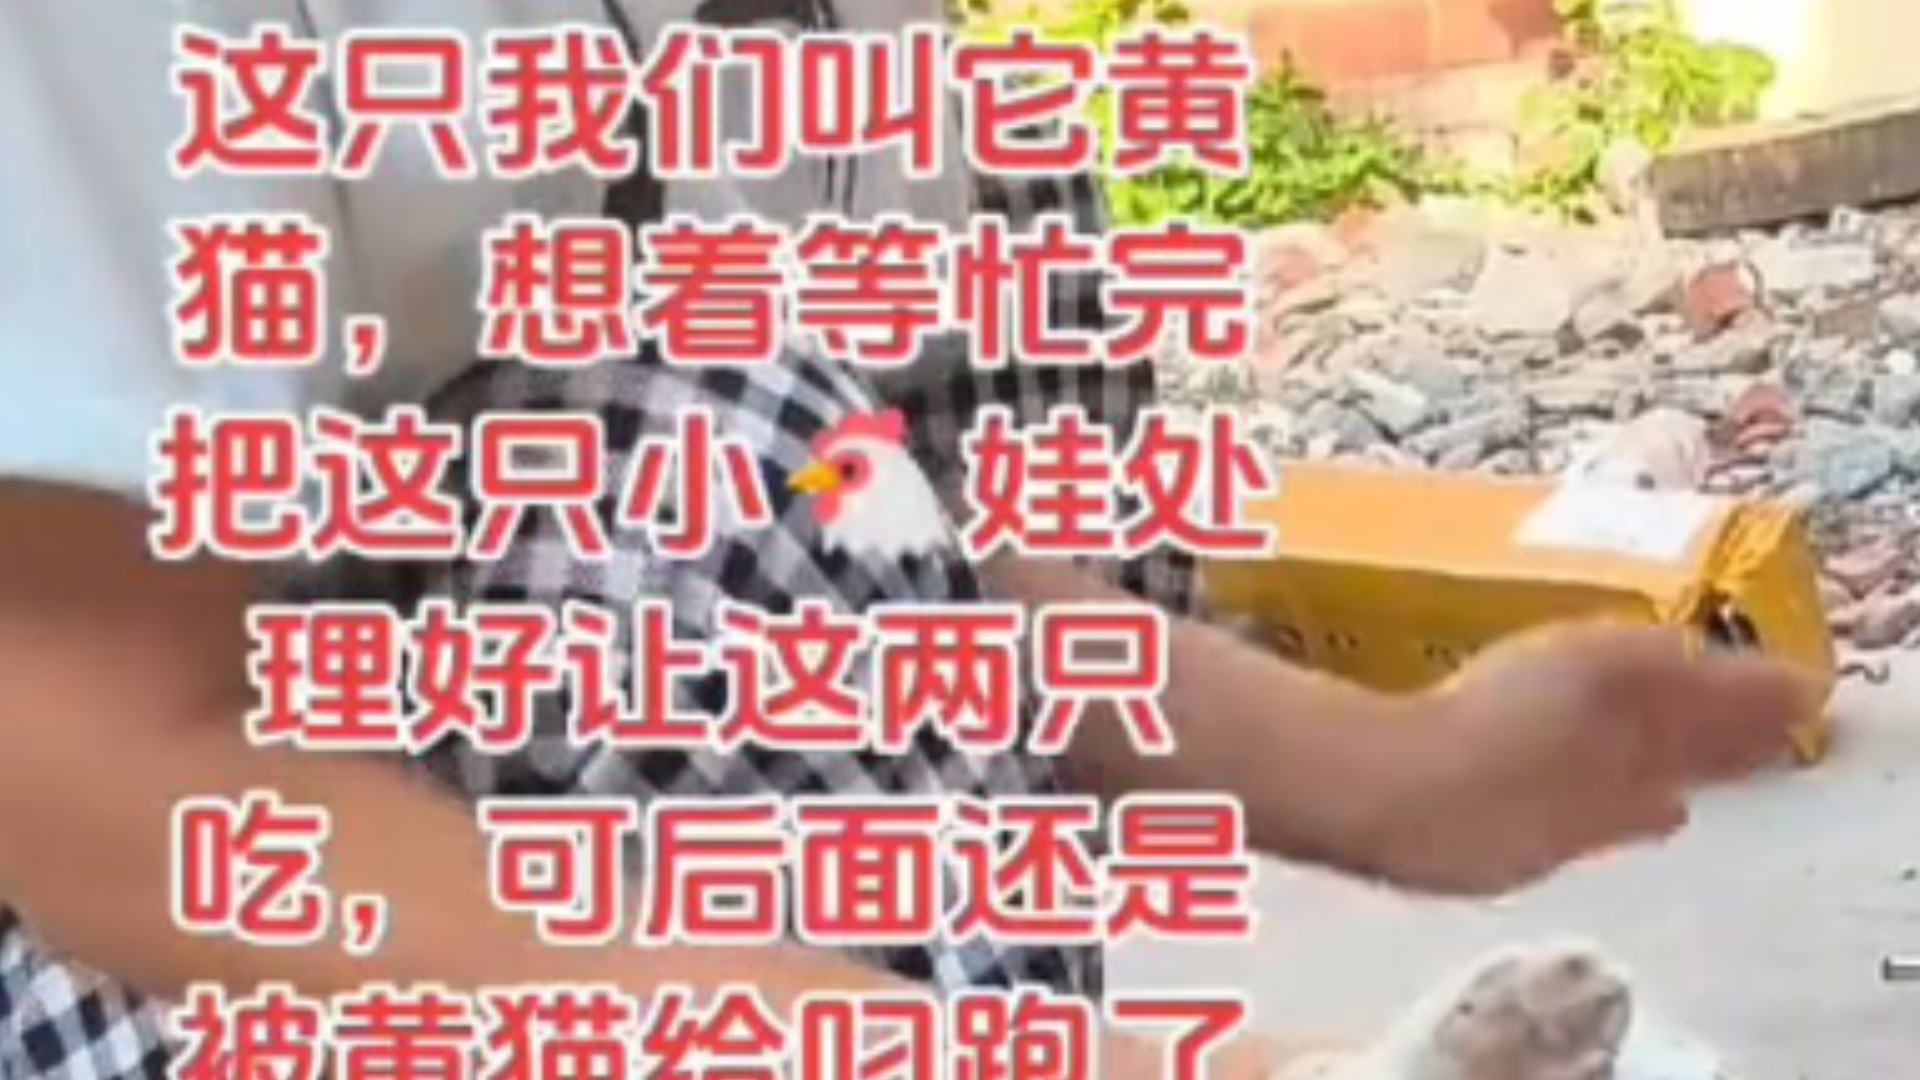 这只我们叫它黄
猫，想着等忙完
把这只小🐔娃处
理好让这两只
吃，可后面还是
被黄猫给叼跑了